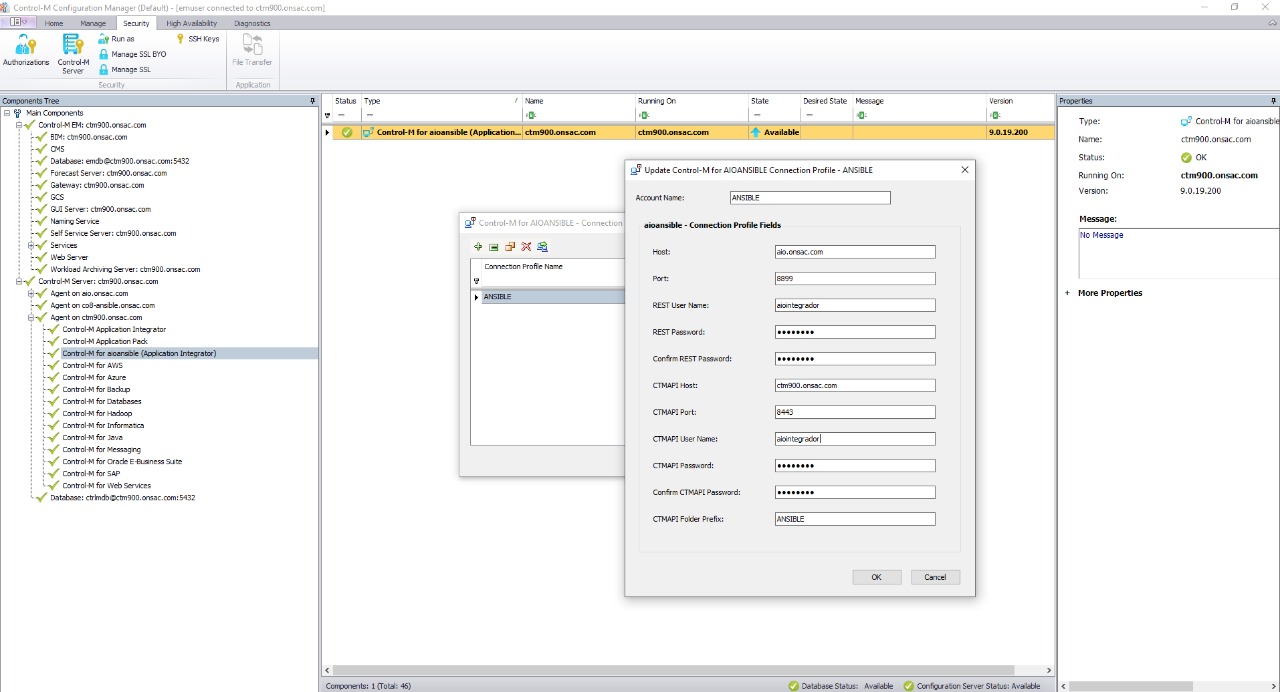 Control-M Configuration Manager (Default) - [emuser connected to ctm900.onsac.com]
Home Manage Security High Availability Diagnostics
Authorizations
Control-M Server
Run as
Manage SSL BYO
Manage SSL
SSH Keys
Security
File Transfer
Application
Components Tree
Main Components
Control-M EM: ctm900.onsac.com
BIM: ctm900.onsac.com
CMS
Database: emdb@ctm900.onsac.com:5432
Forecast Server: ctm900.onsac.com
Gateway: ctm900.onsac.com
GCS
GUI Server: ctm900.onsac.com
Naming Service
Self Service Server: ctm900.onsac.com
Services
Web Server
Workload Archiving Server: ctm900.onsac.com
Control-M Server: ctm900.onsac.com
Agent on aio.onsac.com
Agent on co8-ansible.onsac.com
Agent on ctm900.onsac.com
Control-M Application Integrator
Control-M Application Pack
Control-M for aioansible (Application Integrator)
Control-M for AWS
Control-M for Azure
Control-M for Backup
Control-M for Databases
Control-M for Hadoop
Control-M for Informatica
Control-M for Java
Control-M for Messaging
Control-M for Oracle E-Business Suite
Control-M for SAP
Control-M for Web Services
Database: ctrlmdb@ctm900.onsac.com:5432
Status Type / Name Running On State Desired State Message Version
Control-M for aioansible (Application... ctm900.onsac.com ctm900.onsac.com Available 9.0.19.200
Control-M for AIOANSIBLE - Connection
Connection Profile Name
ANSIBLE
Update Control-M for AIOANSIBLE Connection Profile - ANSIBLE
Account Name: ANSIBLE
aioansible - Connection Profile Fields
Host: aio.onsac.com
Port: 8899
REST User Name: aiointegrador
REST Password: ••••••••
Confirm REST Password: ••••••••
CTMAPI Host: ctm900.onsac.com
CTMAPI Port: 8443
CTMAPI User Name: aiointegrador
CTMAPI Password: ••••••••
Confirm CTMAPI Password: ••••••••
CTMAPI Folder Prefix: ANSIBLE
OK Cancel
Properties
Type: Control-M for aioansible
Name: ctm900.onsac.com
Status: OK
Running On: ctm900.onsac.com
Version: 9.0.19.200
Message:
No Message
+ More Properties
Components: 1 (Total: 46)
Database Status: Available
Configuration Server Status: Available